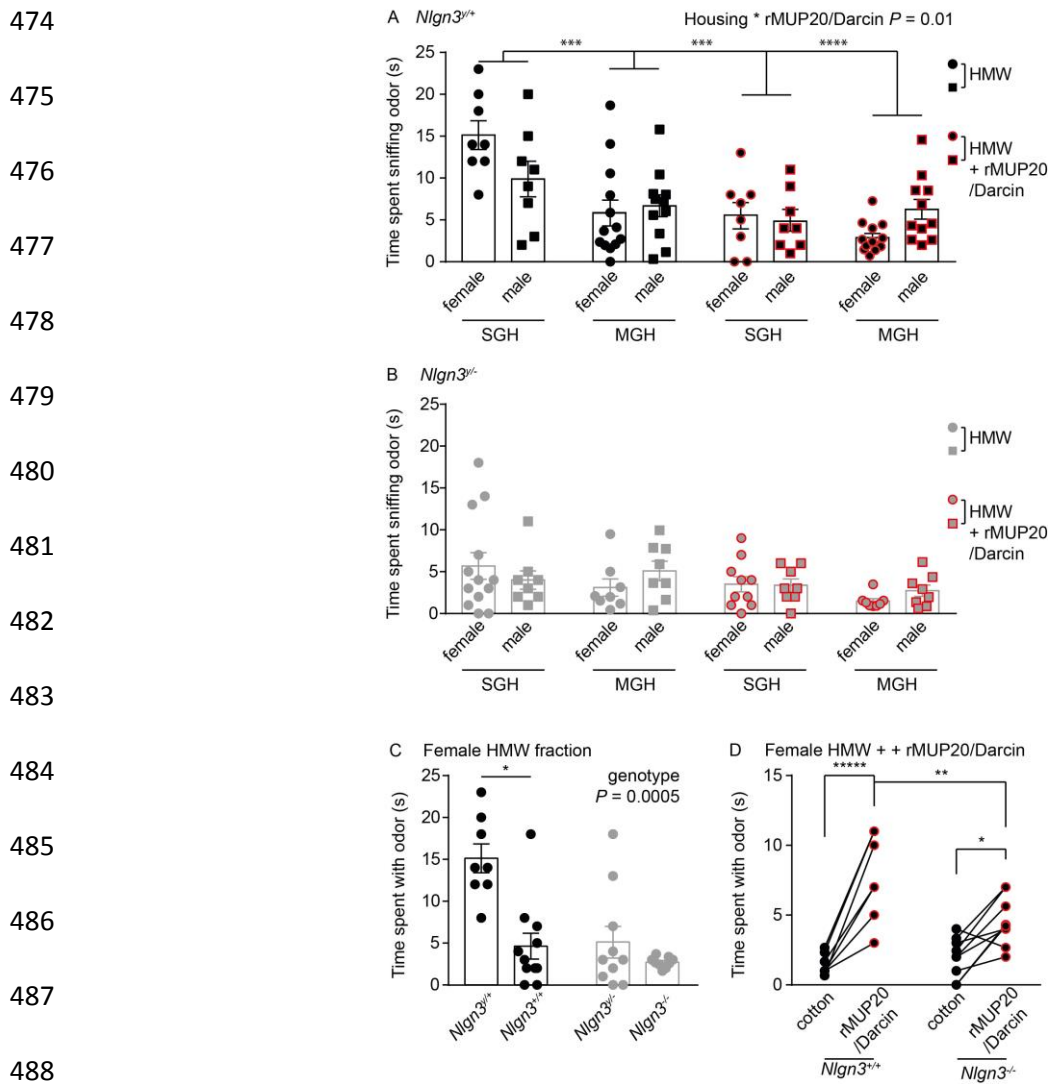 474
475
476
477
478
479
480
481
482
483
484
485
486
487
488
A Nlgn3y/+
Housing * rMUP20/Darcin P = 0.01
*** *** ****
Time spent sniffing odor (s)
25
20
15
10
5
0
female male female male female male female male
SGH MGH SGH MGH
HMW
HMW
+ rMUP20
/Darcin
B Nlgn3y/-
Time spent sniffing odor (s)
25
20
15
10
5
0
female male female male female male female male
SGH MGH SGH MGH
HMW
HMW
+ rMUP20
/Darcin
C Female HMW fraction
*
genotype
P = 0.0005
Time spent with odor (s)
25
20
15
10
5
0
Nlgn3y/+ Nlgn3+/+ Nlgn3y/- Nlgn3-/-
D Female HMW + + rMUP20/Darcin
***** **
*
Time spent with odor (s)
15
10
5
0
cotton rMUP20 /Darcin cotton rMUP20 /Darcin
Nlgn3+/+ Nlgn3-/-